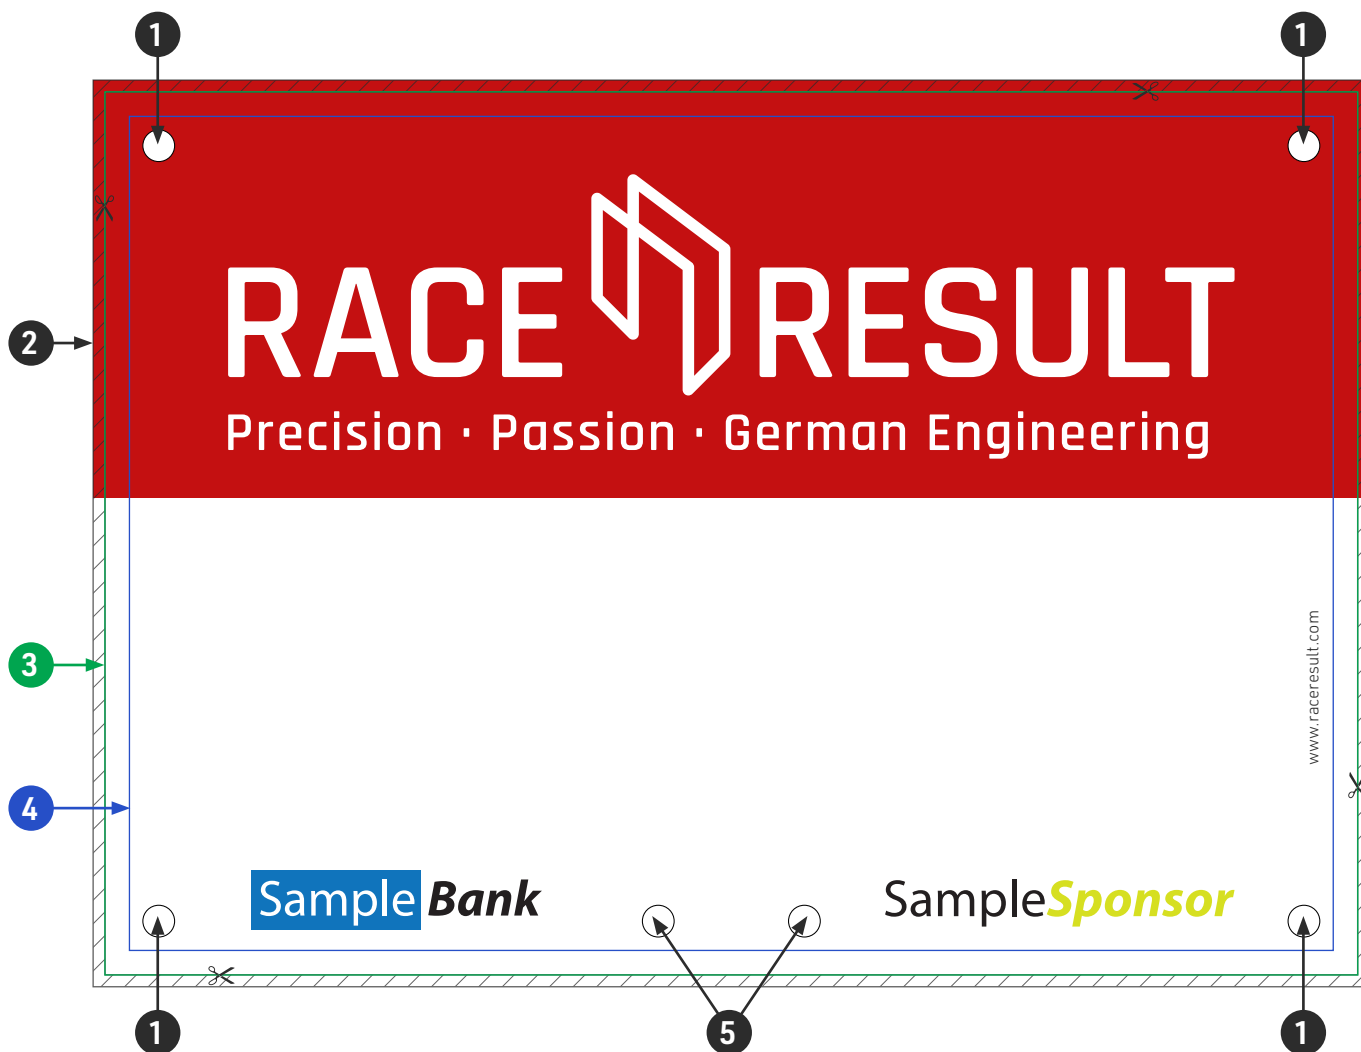 1 1
RACE RESULT
2
Precision · Passion · German Engineering
www.raceresult.com
3
4
Sample Bank
SampleSponsor
1 5 1